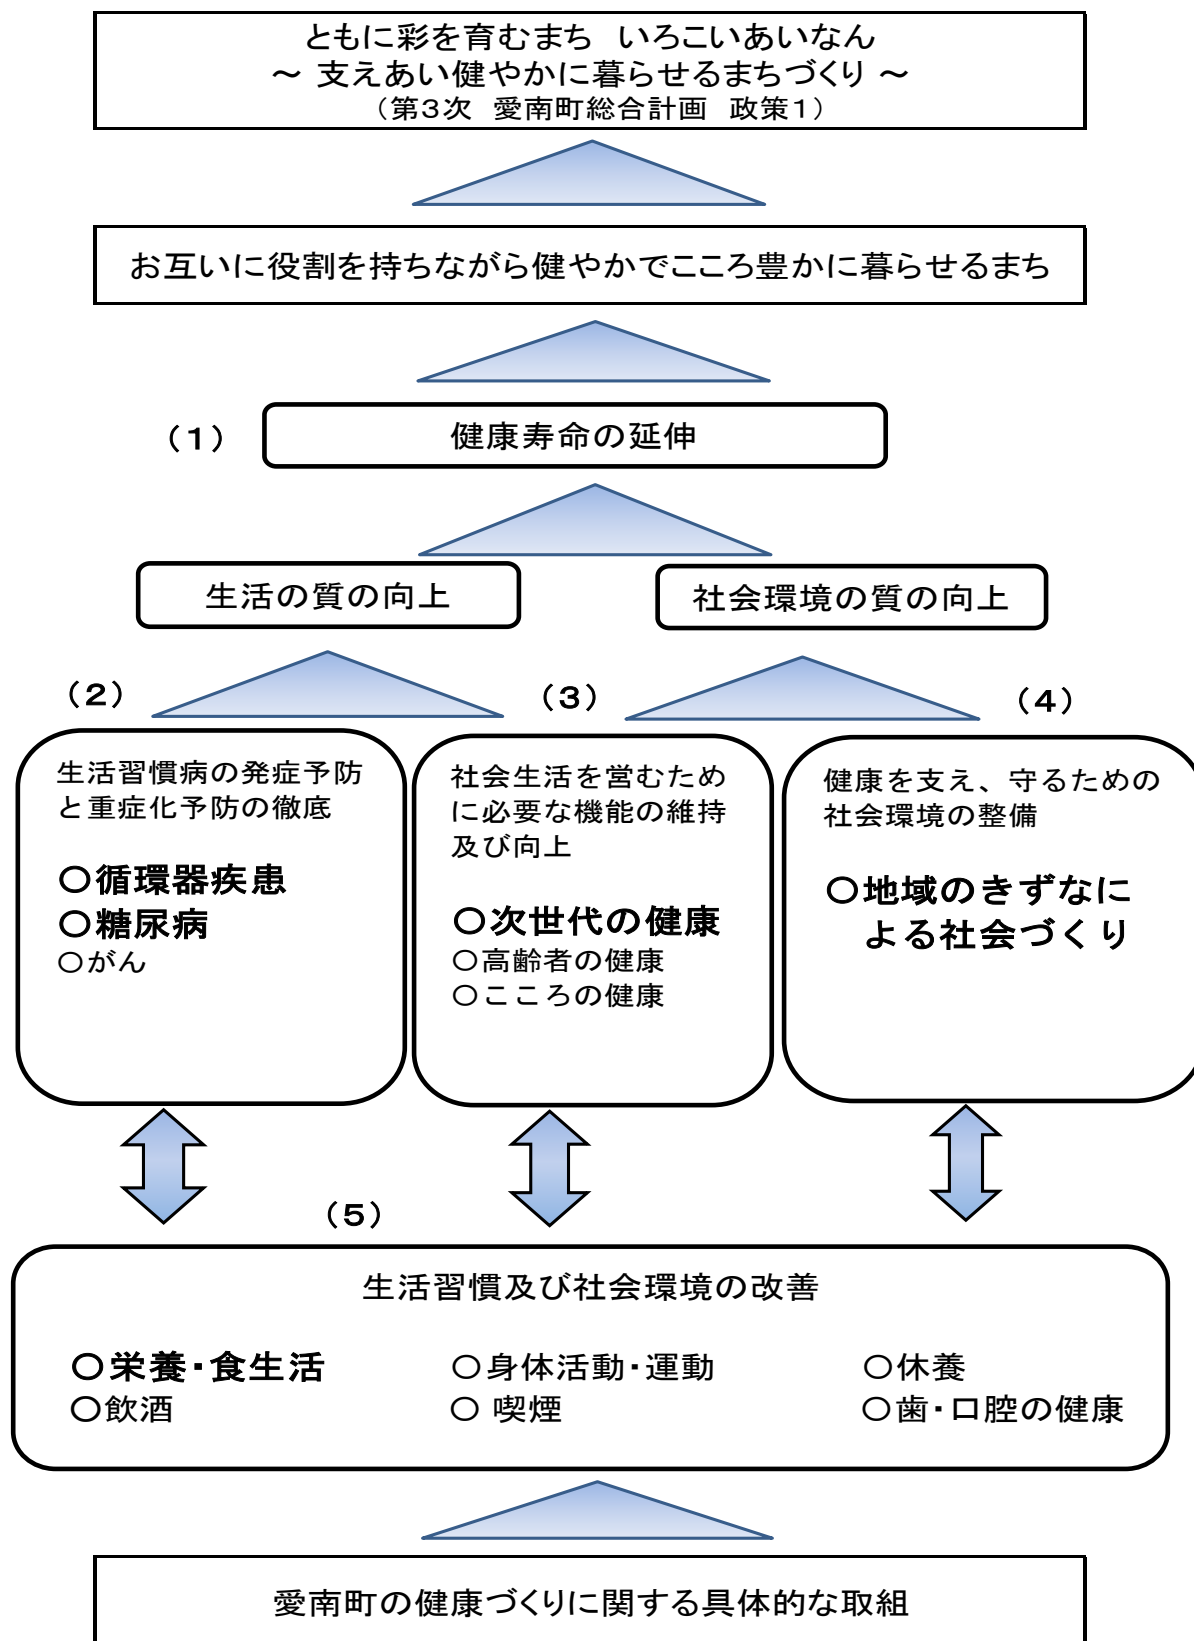 ともに彩を育むまち　いろこいあいなん
～ 支えあい健やかに暮らせるまちづくり ～
（第３次　愛南町総合計画　政策１）
お互いに役割を持ちながら健やかでこころ豊かに暮らせるまち
（１）
健康寿命の延伸
生活の質の向上
社会環境の質の向上
（２）
生活習慣病の発症予防
と重症化予防の徹底
○循環器疾患
○糖尿病
○がん
（３）
社会生活を営むため
に必要な機能の維持
及び向上
○次世代の健康
○高齢者の健康
○こころの健康
（４）
健康を支え、守るための
社会環境の整備
○地域のきずなに
よる社会づくり
（５）
生活習慣及び社会環境の改善
○栄養・食生活
○身体活動・運動
○休養
○飲酒
○ 喫煙
○歯・口腔の健康
愛南町の健康づくりに関する具体的な取組